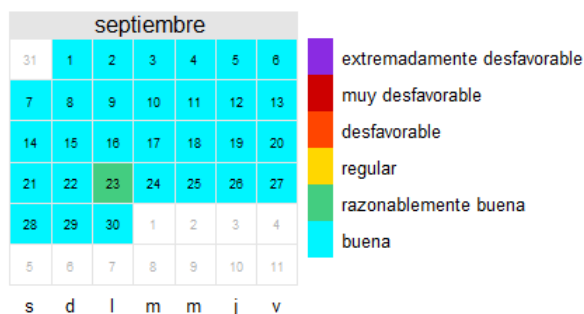 septiembre
31 1 2 3 4 5 6
7 8 9 10 11 12 13
14 15 16 17 18 19 20
21 22 23 24 25 26 27
28 29 30 1 2 3 4
5 6 7 8 9 10 11
s d l m m j v
extremadamente desfavorable
muy desfavorable
desfavorable
regular
razonablemente buena
buena